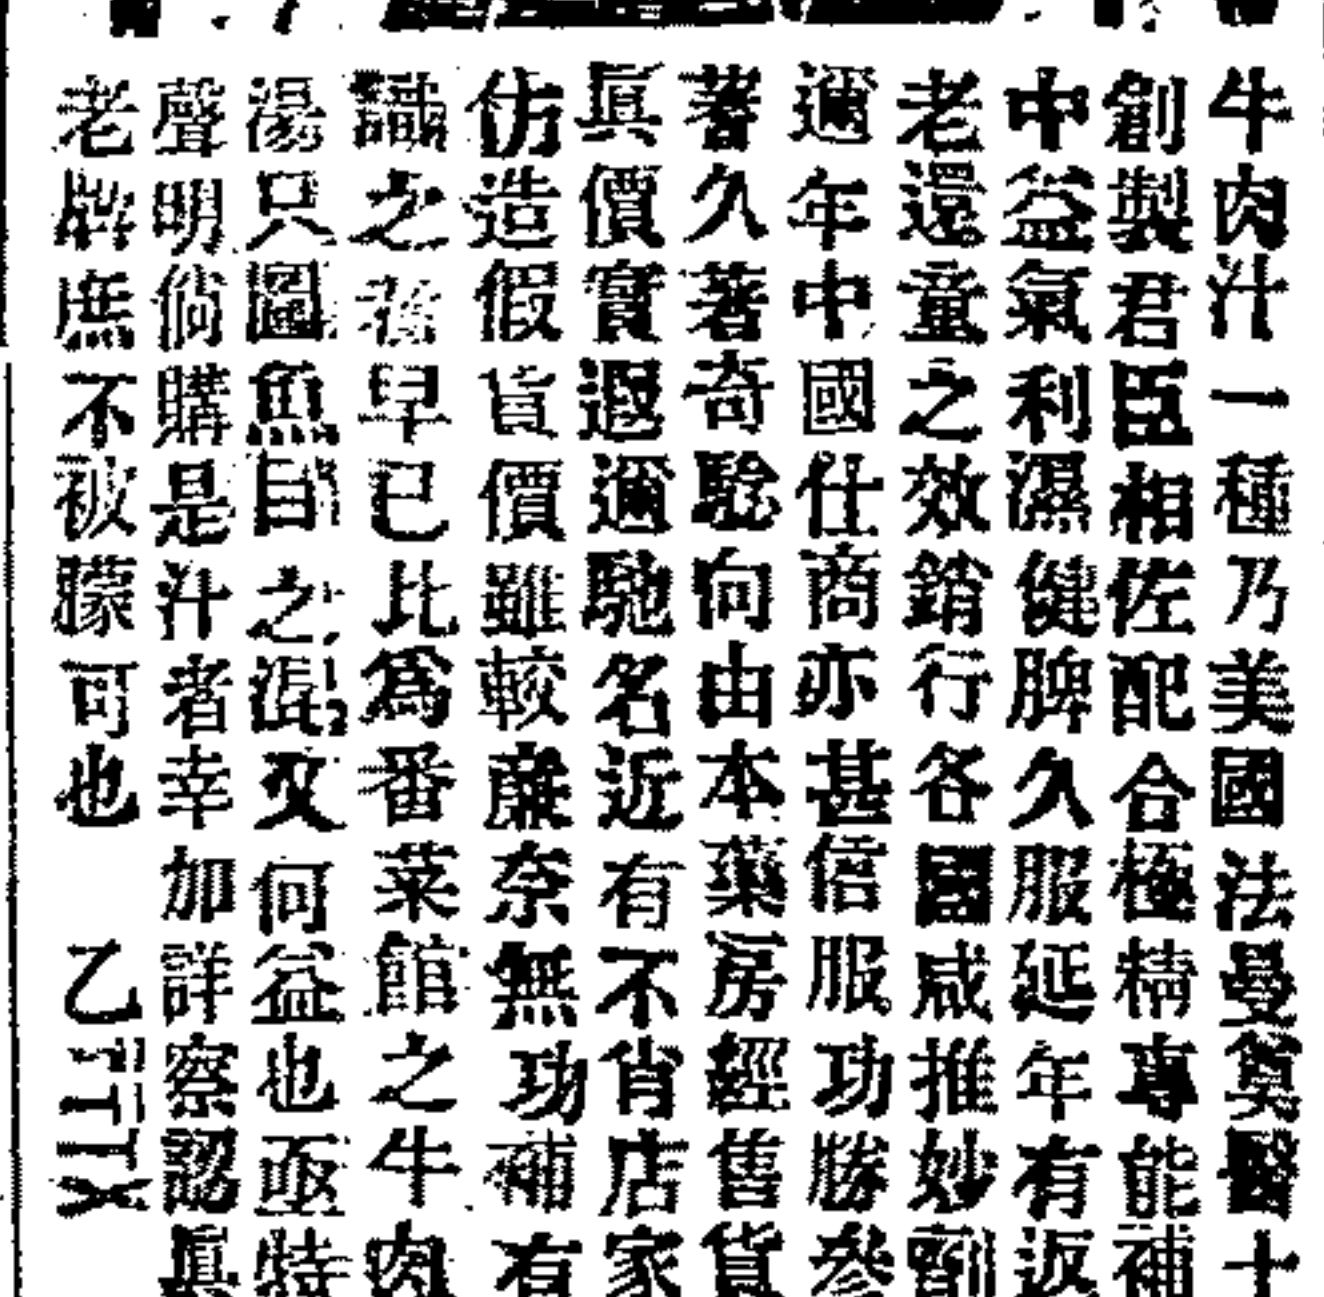 牛肉汁一種乃美國法曼箕醫士
創製君臣相佐配合極精專能補
中益氣利濕健脾久服延年有返
老還童之效銷行各國咸推妙劑
邇年中國仕商亦甚信服功勝參
著久著奇驗向由本藥房經售貨
眞價實遐邇馳名近有不肖店家
仿造假貨價雖較廉奈無功補有
識之者早已比為番菜館之牛肉
湯只圖魚目之混又何益也亟特
聲明倘購是汁者幸加詳察認眞
老牌庶不被朦可也 乙